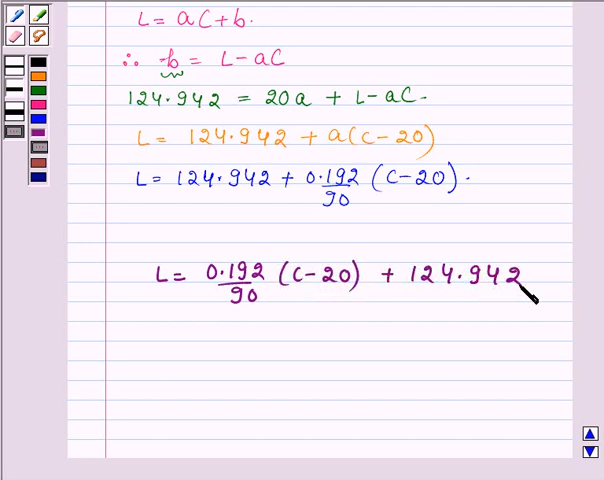 L = aC + b.
∴ b = L - aC
124.942 = 20a + L - aC.
L = 124.942 + a(C - 20)
L = 124.942 + 0.192/90 (C - 20).
L = 0.192/90 (C - 20) + 124.942